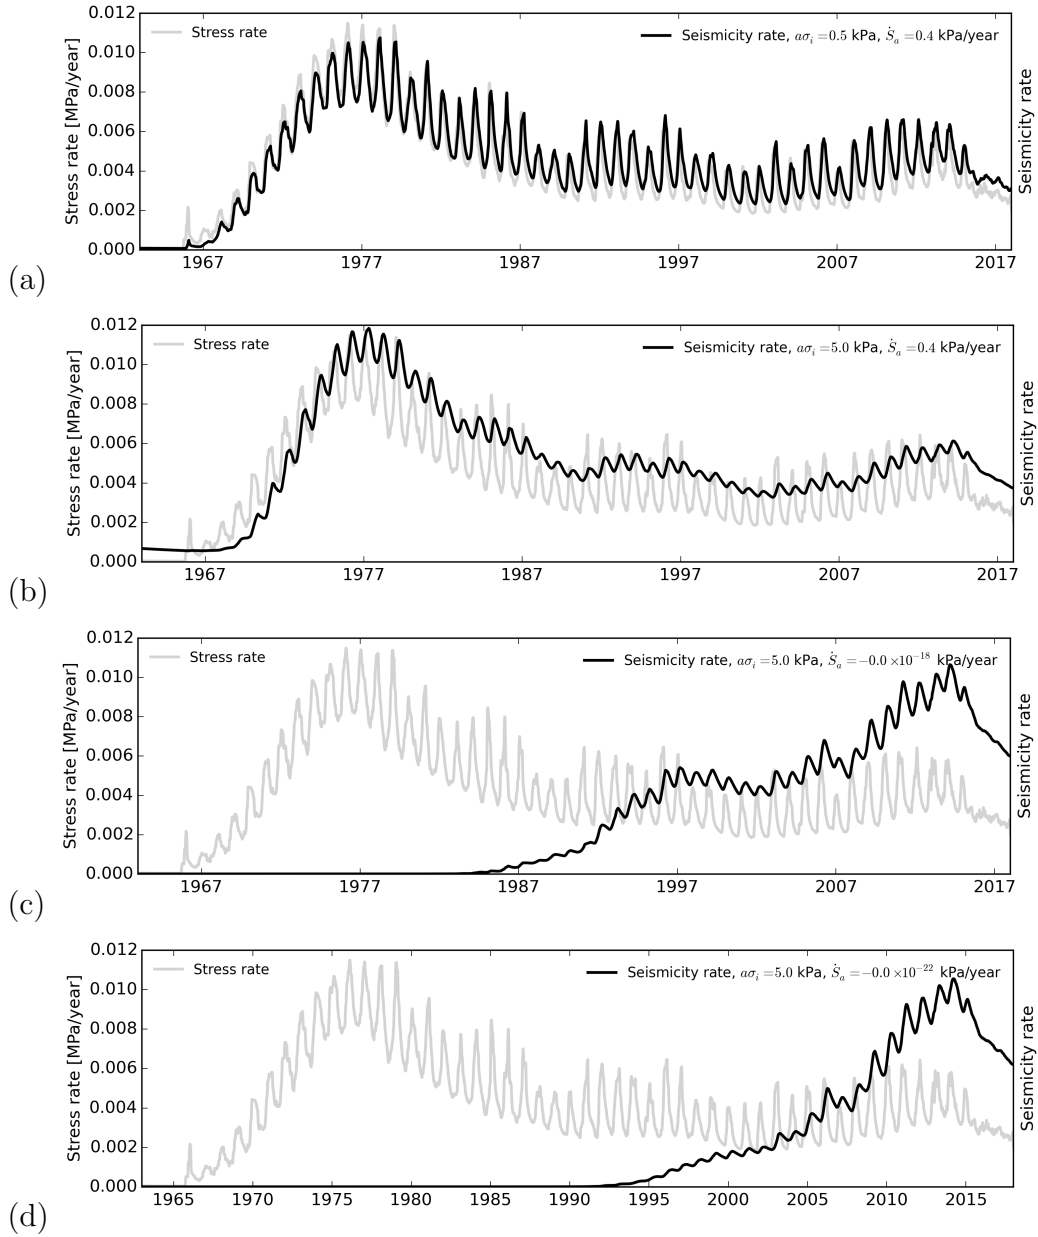 0.012
0.010
0.008
0.006
0.004
0.002
0.000
Stress rate [MPa/year]
Stress rate
Seismicity rate, aσᵢ =0.5 kPa, Ṡₐ =0.4 kPa/year
Seismicity rate
1967 1977 1987 1997 2007 2017
(a)
0.012
0.010
0.008
0.006
0.004
0.002
0.000
Stress rate [MPa/year]
Stress rate
Seismicity rate, aσᵢ =5.0 kPa, Ṡₐ =0.4 kPa/year
Seismicity rate
1967 1977 1987 1997 2007 2017
(b)
0.012
0.010
0.008
0.006
0.004
0.002
0.000
Stress rate [MPa/year]
Stress rate
Seismicity rate, aσᵢ =5.0 kPa, Ṡₐ =−0.0 ×10⁻¹⁸ kPa/year
Seismicity rate
1967 1977 1987 1997 2007 2017
(c)
0.012
0.010
0.008
0.006
0.004
0.002
0.000
Stress rate [MPa/year]
Stress rate
Seismicity rate, aσᵢ =5.0 kPa, Ṡₐ =−0.0 ×10⁻²² kPa/year
Seismicity rate
1965 1970 1975 1980 1985 1990 1995 2000 2005 2010 2015
(d)